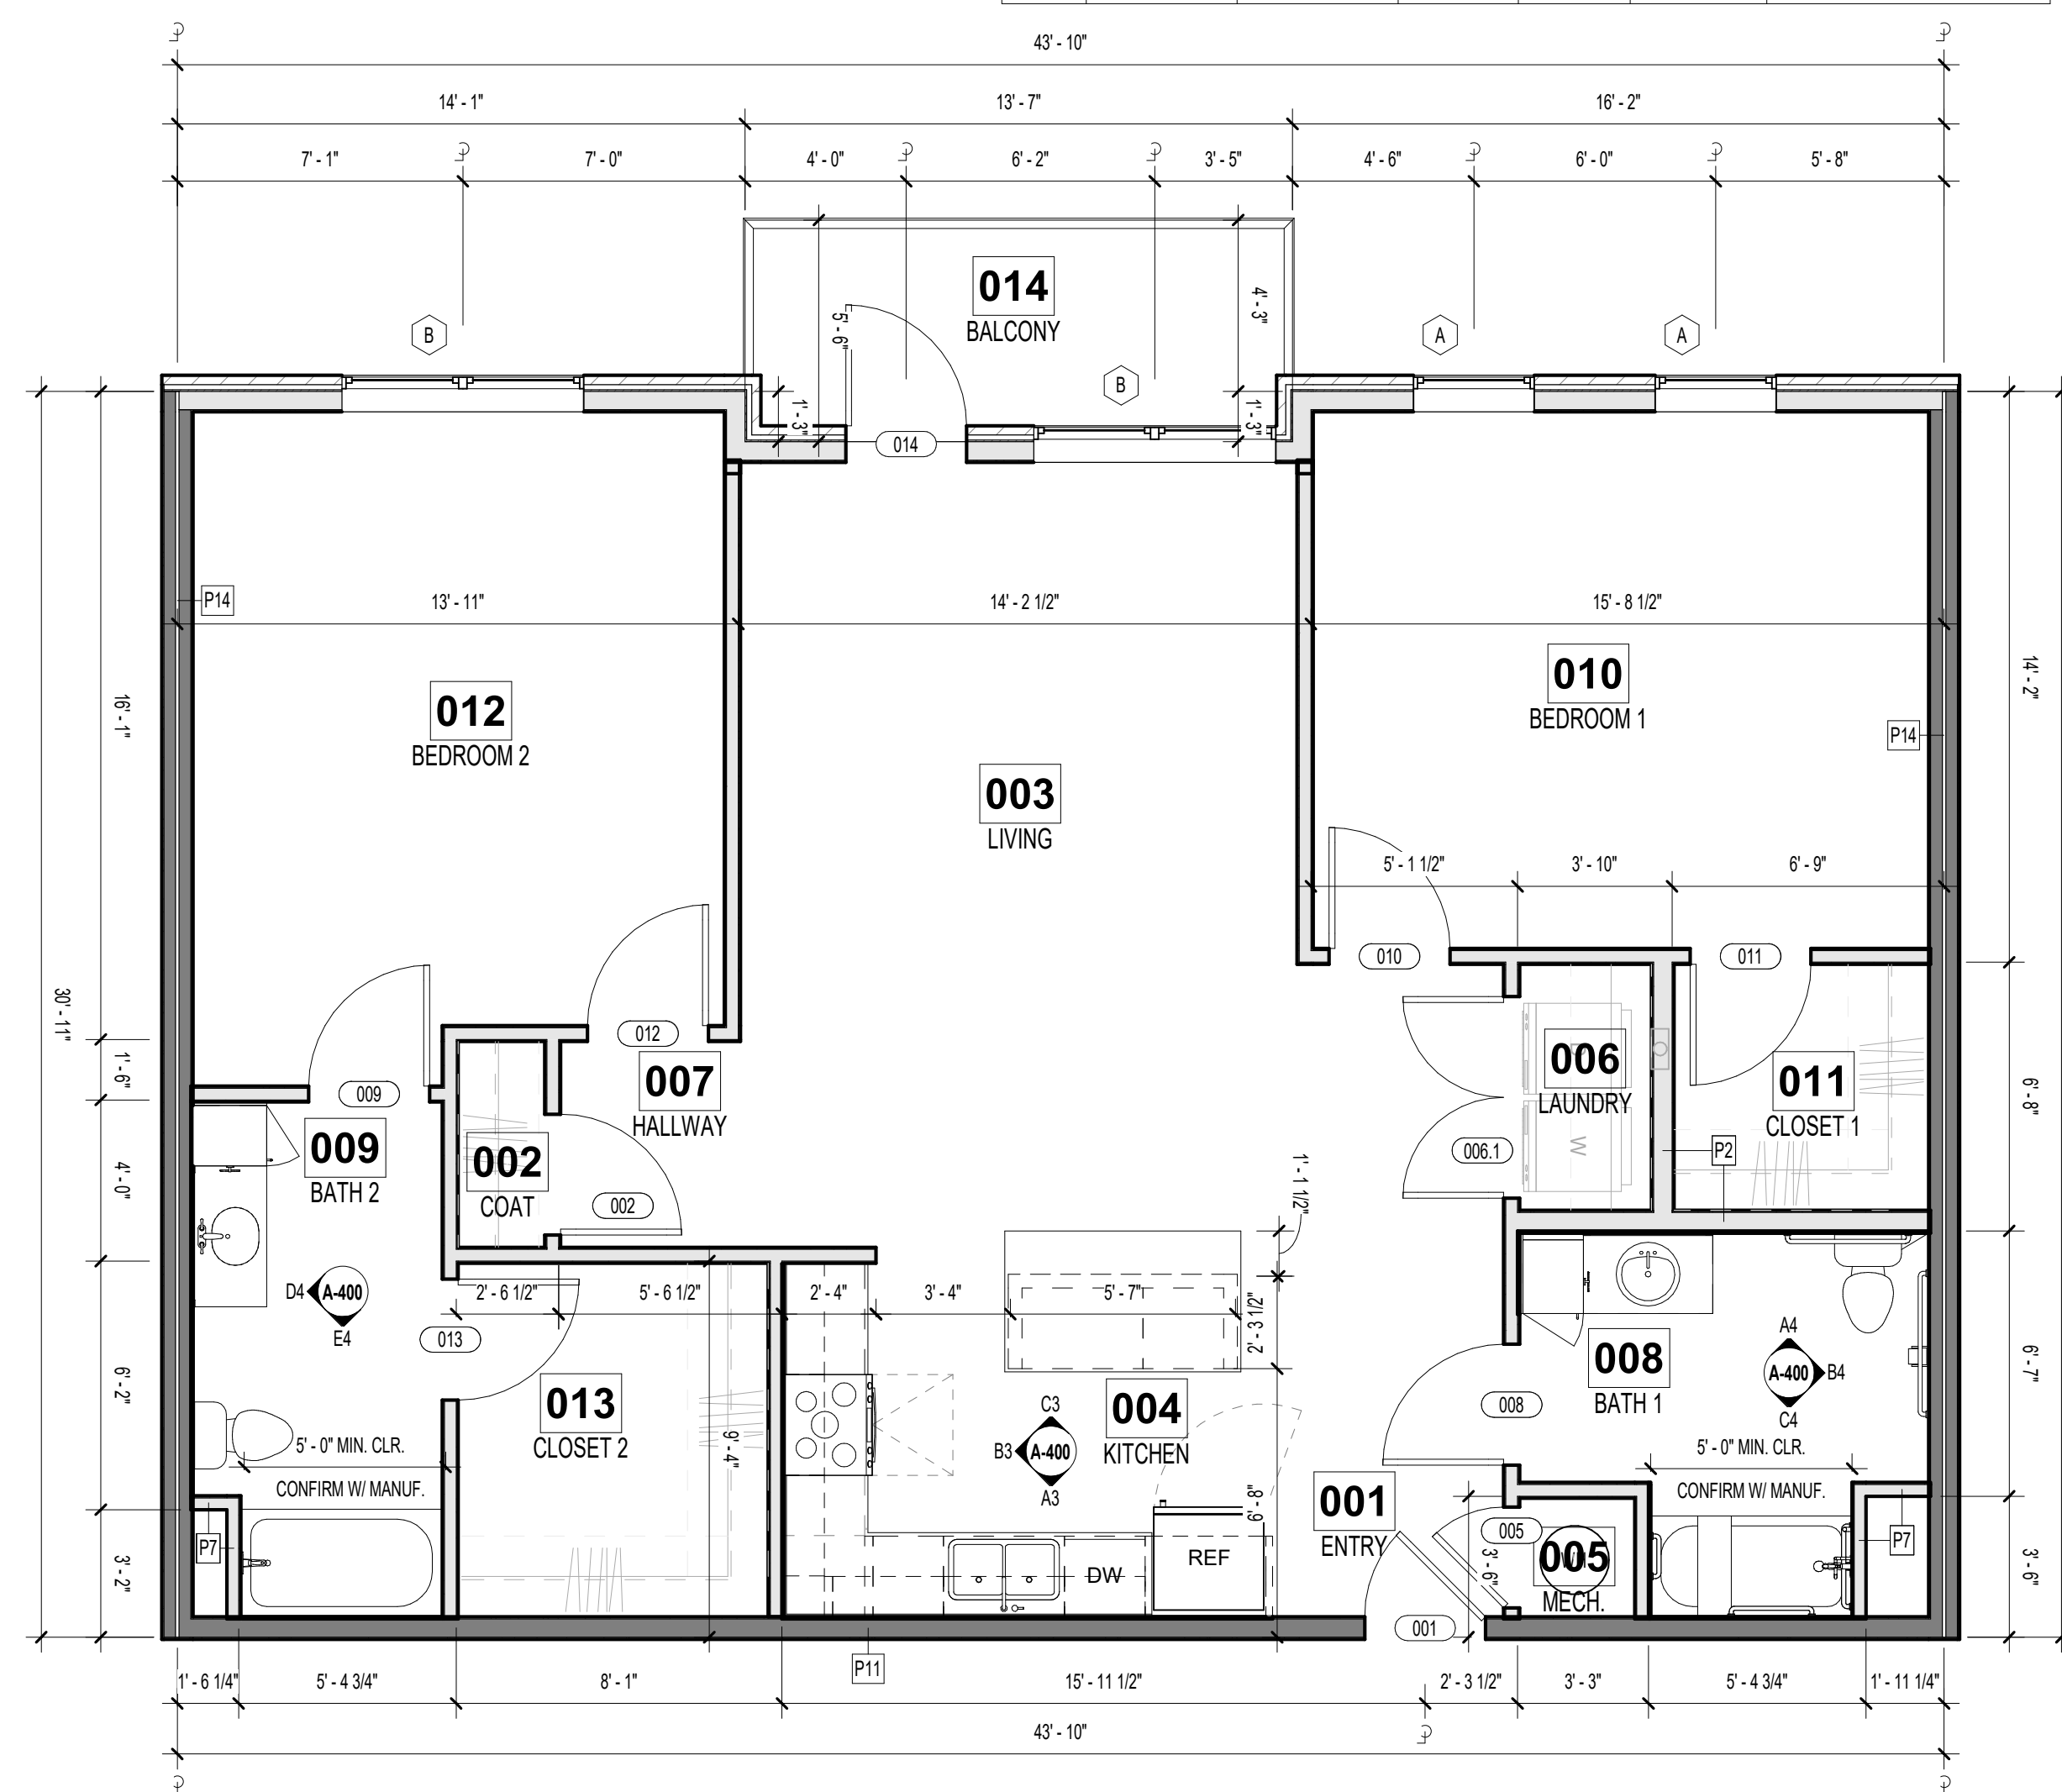 43' - 10"
14' - 1" 13' - 7" 16' - 2"
7' - 1" 7' - 0" 4' - 0" 6' - 2" 3' - 5" 4' - 6" 6' - 0" 5' - 8"
014
BALCONY
5' - 6"
4' - 3"
B
B
A
A
1' - 3"
1' - 3"
014
P14
13' - 11" 14' - 2 1/2" 15' - 8 1/2"
012
BEDROOM 2
003
LIVING
010
BEDROOM 1
P14
16' - 1"
14' - 2"
5' - 1 1/2" 3' - 10" 6' - 9"
010
011
30' - 11"
1' - 6"
012
009
007
HALLWAY
006
LAUNDRY
W
006.1
011
CLOSET 1
6' - 8"
P2
009
BATH 2
002
COAT
002
4' - 0"
1' - 1 1/2"
D4 A-400
E4
2' - 6 1/2" 5' - 6 1/2" 2' - 4" 3' - 4" 5' - 7"
2' - 3 1/2"
013
013
CLOSET 2
9' - 4"
6' - 2"
C3
B3 A-400
A3
004
KITCHEN
008
008
BATH 1
A4
A-400 B4
C4
6' - 7"
5' - 0" MIN. CLR.
CONFIRM W/ MANUF.
5' - 0" MIN. CLR.
CONFIRM W/ MANUF.
001
ENTRY
9' - 8"
005
3' - 6"
005
MECH.
P7
P7
DW
REF
3' - 2"
3' - 6"
001
P11
1' - 6 1/4" 5' - 4 3/4" 8' - 1" 15' - 11 1/2" 2' - 3 1/2" 3' - 3" 5' - 4 3/4" 1' - 11 1/4"
43' - 10"